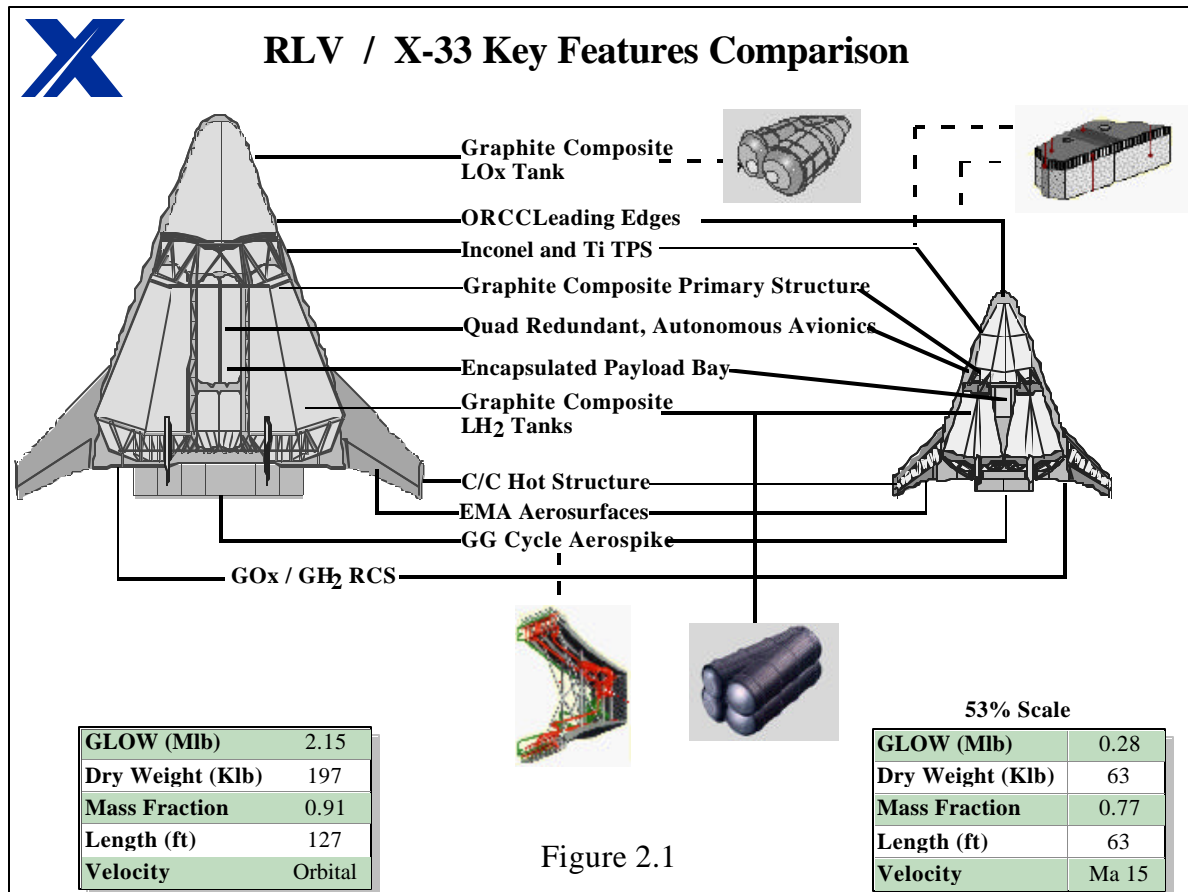 RLV / X-33 Key Features Comparison
Graphite Composite
LOx Tank
ORCCLeading Edges
Inconel and Ti TPS
Graphite Composite Primary Structure
Quad Redundant, Autonomous Avionics
Encapsulated Payload Bay
Graphite Composite
LH2 Tanks
C/C Hot Structure
EMA Aerosurfaces
GG Cycle Aerospike
GOx / GH2 RCS
GLOW (Mlb) 2.15
Dry Weight (Klb) 197
Mass Fraction 0.91
Length (ft) 127
Velocity Orbital
Figure 2.1
53% Scale
GLOW (Mlb) 0.28
Dry Weight (Klb) 63
Mass Fraction 0.77
Length (ft) 63
Velocity Ma 15